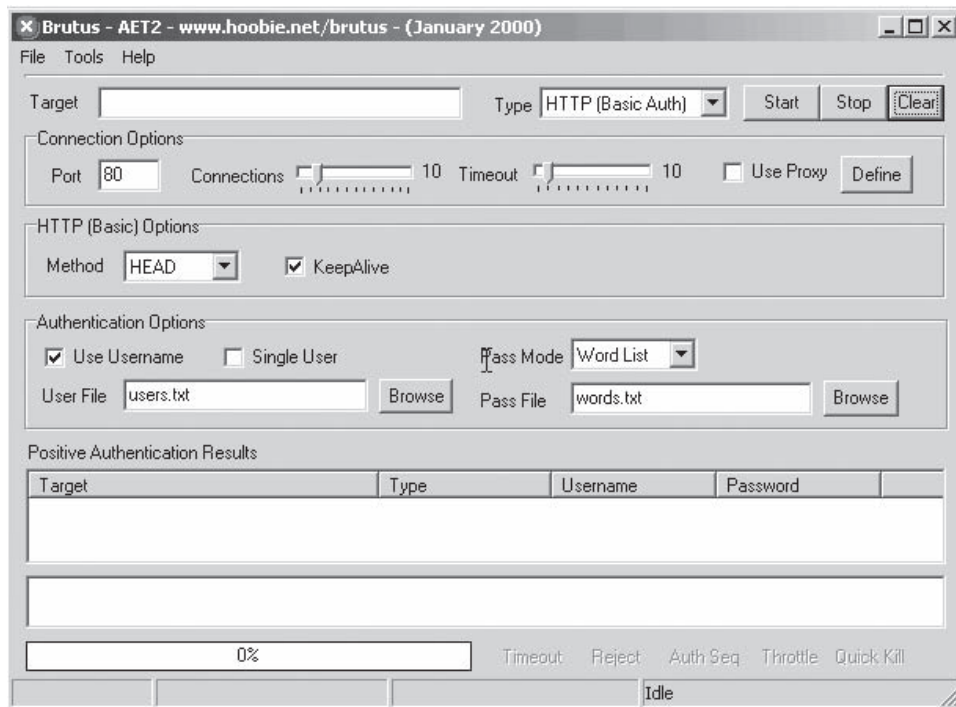 Brutus - AET2 - www.hoobie.net/brutus - (January 2000)
File Tools Help
Target Type HTTP (Basic Auth) Start Stop Clear
Connection Options
Port 80 Connections 10 Timeout 10 Use Proxy Define
HTTP (Basic) Options
Method HEAD KeepAlive
Authentication Options
Use Username Single User Pass Mode Word List
User File users.txt Browse Pass File words.txt Browse
Positive Authentication Results
Target Type Username Password
0% Timeout Reject Auth Seq Throttle Quick Kill
Idle